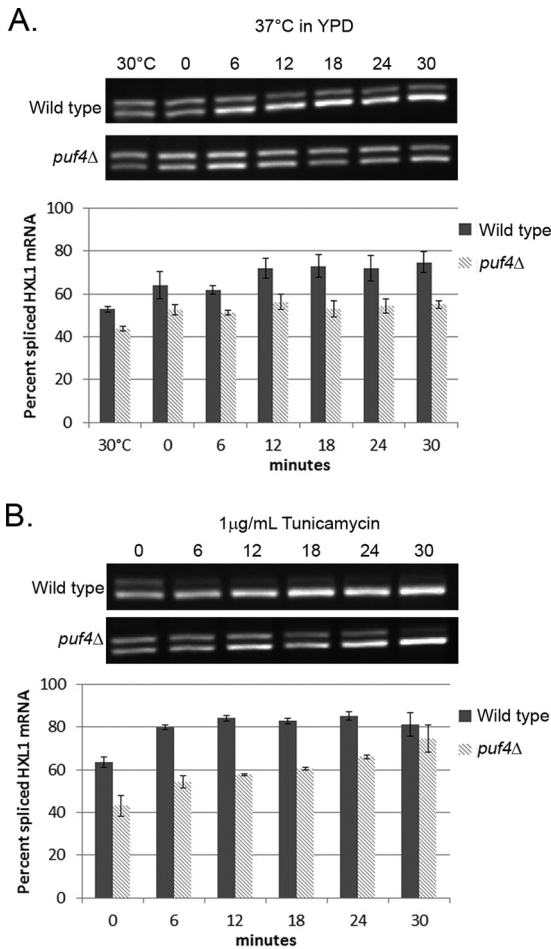 A.
37°C in YPD
30°C 0 6 12 18 24 30
Wild type
puf4Δ
Percent spliced HXL1 mRNA
100
80
60
40
20
0
Wild type
puf4Δ
30°C 0 6 12 18 24 30
minutes
B.
1µg/mL Tunicamycin
0 6 12 18 24 30
Wild type
puf4Δ
Percent spliced HXL1 mRNA
100
80
60
40
20
0
Wild type
puf4Δ
0 6 12 18 24 30
minutes